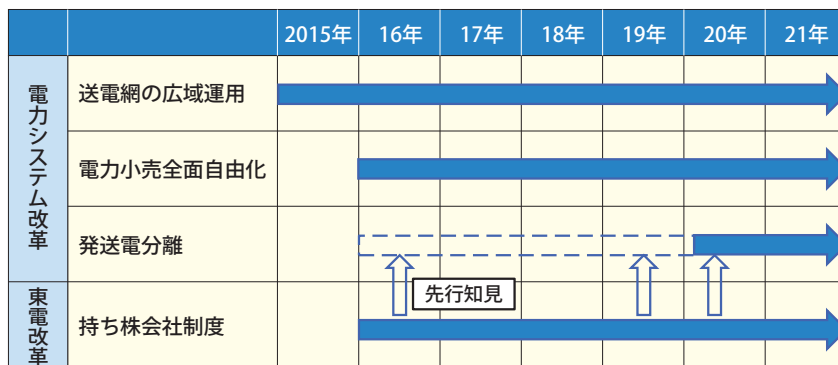 2015年 16年 17年 18年 19年 20年 21年
電力システム改革
送電網の広域運用
電力小売全面自由化
発送電分離
先行知見
東電改革
持ち株会社制度